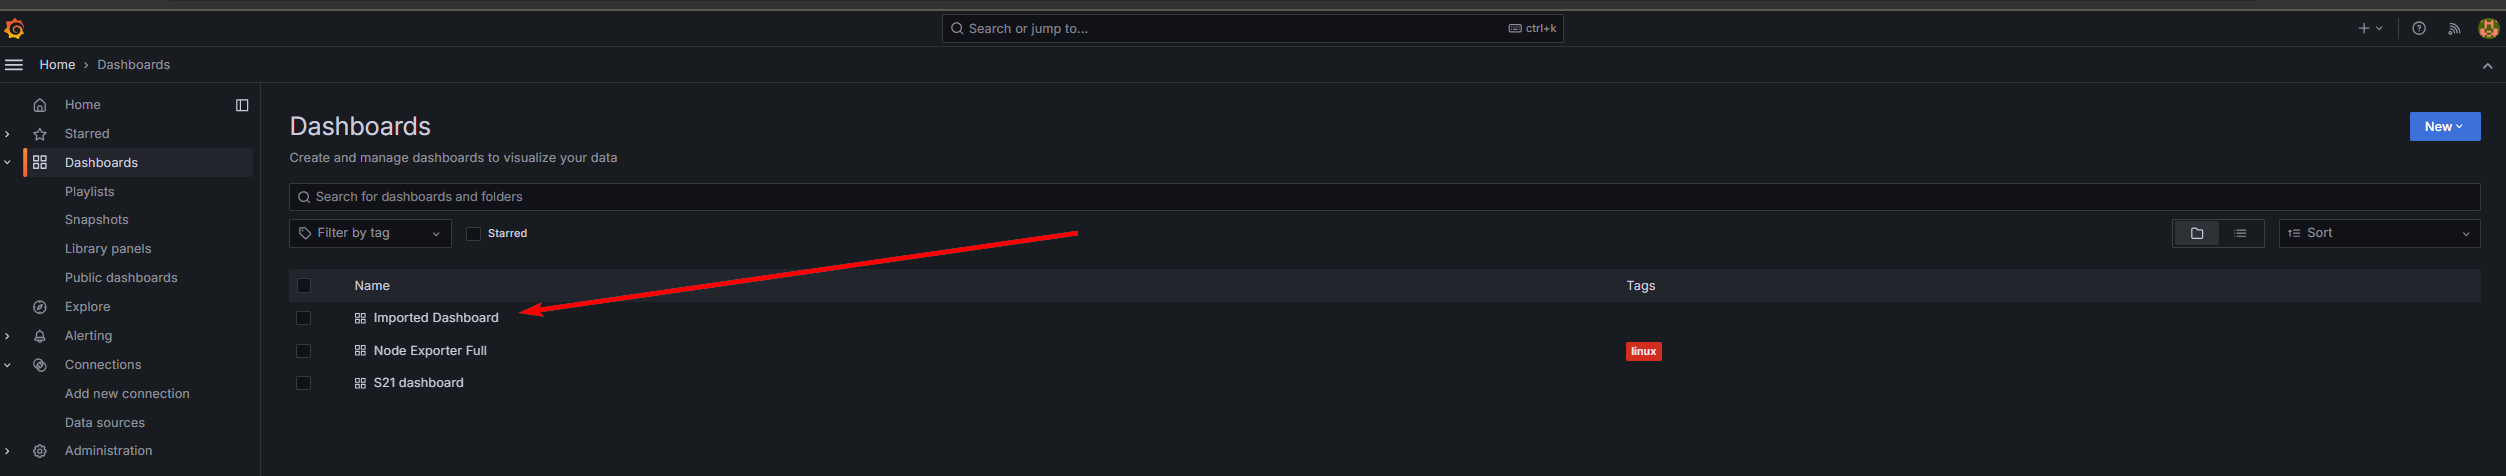 Search or jump to...
ctrl+k
Home › Dashboards
Home
Starred
Dashboards
Playlists
Snapshots
Library panels
Public dashboards
Explore
Alerting
Connections
Add new connection
Data sources
Administration
Dashboards
New
Create and manage dashboards to visualize your data
Search for dashboards and folders
Filter by tag
Starred
Sort
Name
Tags
Imported Dashboard
Node Exporter Full
linux
S21 dashboard